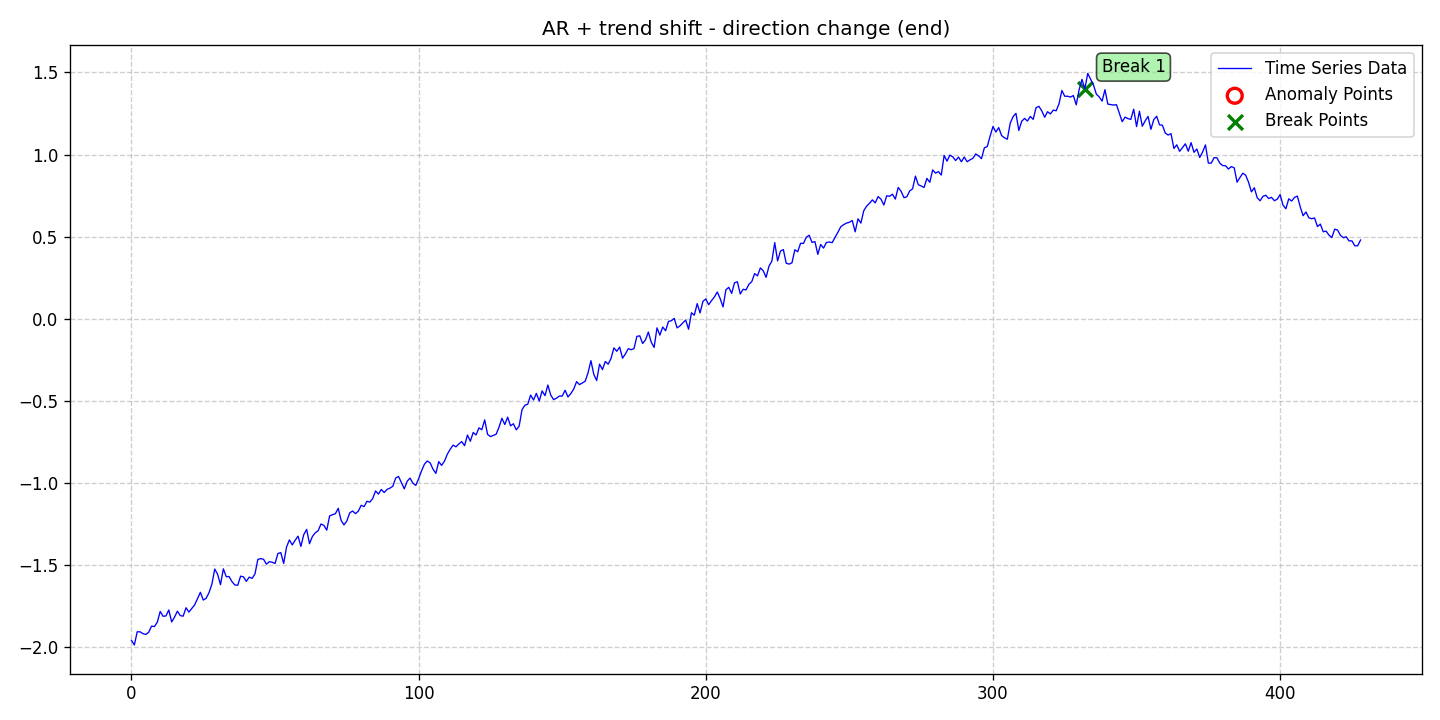 AR + trend shift - direction change (end)
Break 1
Time Series Data
Anomaly Points
Break Points
1.5
1.0
0.5
0.0
−0.5
−1.0
−1.5
−2.0
0 100 200 300 400